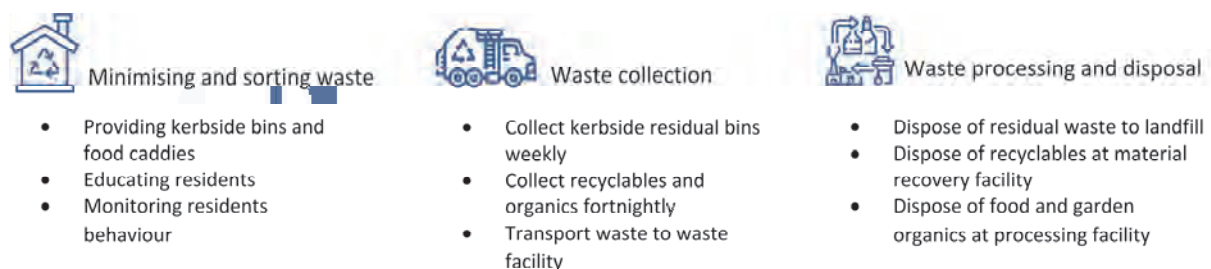 Minimising and sorting waste
• Providing kerbside bins and
food caddies
• Educating residents
• Monitoring residents
behaviour
Waste collection
• Collect kerbside residual bins
weekly
• Collect recyclables and
organics fortnightly
• Transport waste to waste
facility
Waste processing and disposal
• Dispose of residual waste to landfill
• Dispose of recyclables at material
recovery facility
• Dispose of food and garden
organics at processing facility